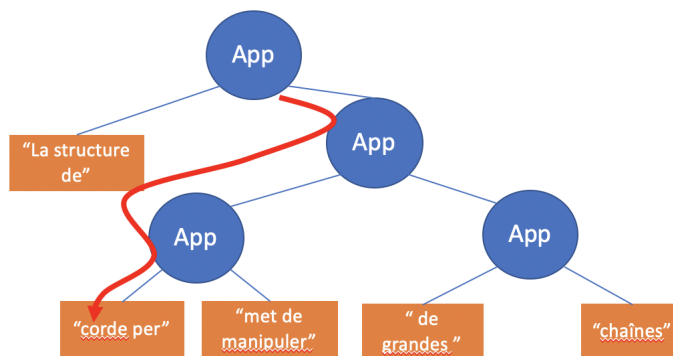 App
App
“La structure
de”
App
App
“corde per”
“met de
manipuler”
“ de
grandes ”
“chaînes”